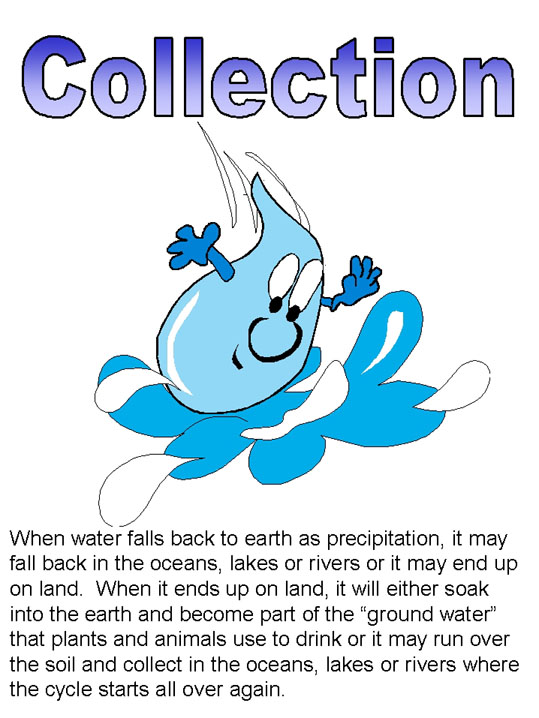 Collection
When water falls back to earth as precipitation, it may
fall back in the oceans, lakes or rivers or it may end up
on land.  When it ends up on land, it will either soak
into the earth and become part of the “ground water”
that plants and animals use to drink or it may run over
the soil and collect in the oceans, lakes or rivers where
the cycle starts all over again.